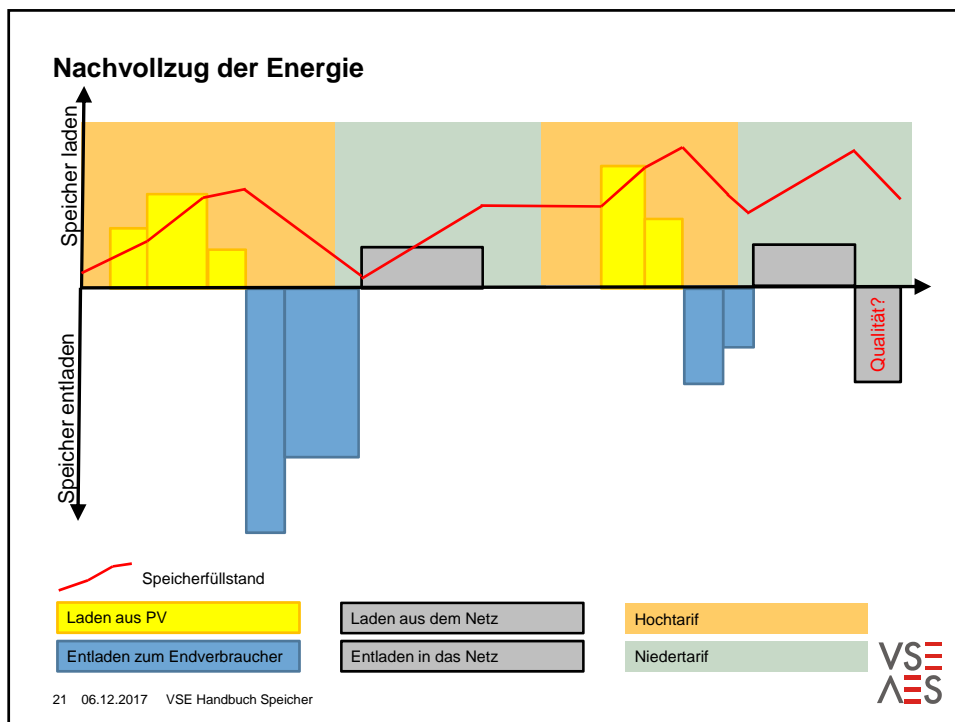 Nachvollzug der Energie
Speicher laden
Speicher entladen
Qualität?
Speicherfüllstand
Laden aus PV
Laden aus dem Netz
Hochtarif
Entladen zum Endverbraucher
Entladen in das Netz
Niedertarif
21 06.12.2017 VSE Handbuch Speicher
VSE
AES